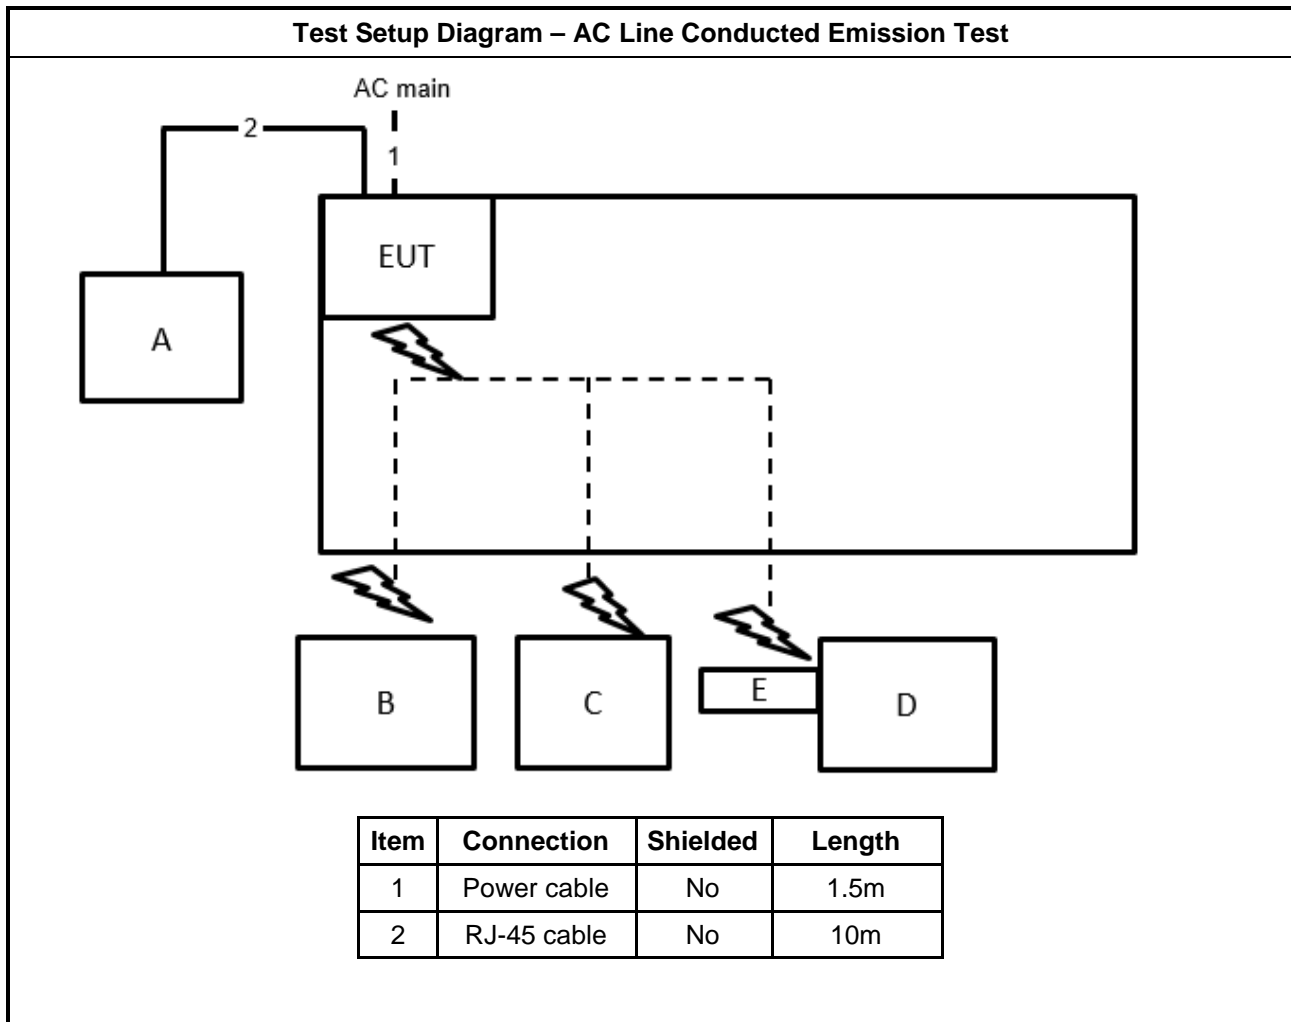 Test Setup Diagram – AC Line Conducted Emission Test
AC main
2
1
EUT
A
B
C
E
D
Item Connection Shielded Length
1 Power cable No 1.5m
2 RJ-45 cable No 10m